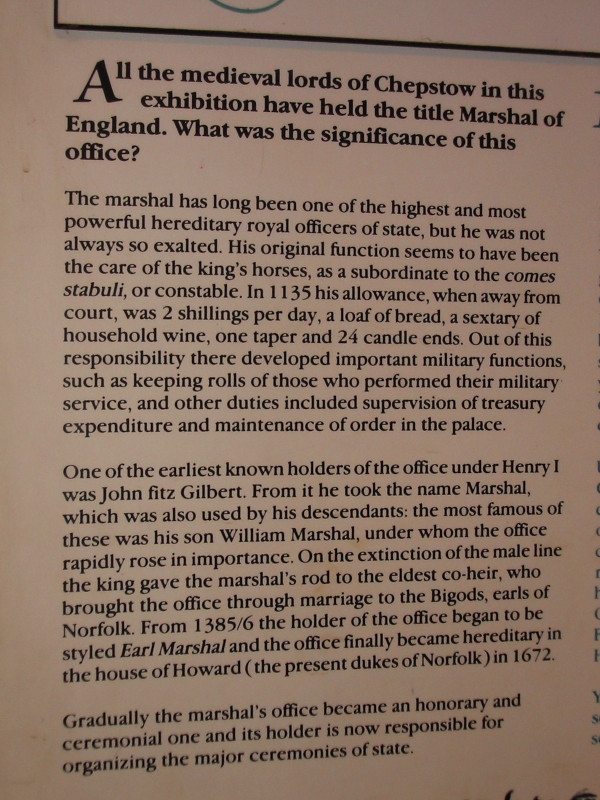 All the medieval lords of Chepstow in this
exhibition have held the title Marshal of
England. What was the significance of this
office?
The marshal has long been one of the highest and most
powerful hereditary royal officers of state, but he was not
always so exalted. His original function seems to have been
the care of the king's horses, as a subordinate to the comes
stabuli, or constable. In 1135 his allowance, when away from
court, was 2 shillings per day, a loaf of bread, a sextary of
household wine, one taper and 24 candle ends. Out of this
responsibility there developed important military functions,
such as keeping rolls of those who performed their military
service, and other duties included supervision of treasury
expenditure and maintenance of order in the palace.
One of the earliest known holders of the office under Henry I
was John fitz Gilbert. From it he took the name Marshal,
which was also used by his descendants: the most famous of
these was his son William Marshal, under whom the office
rapidly rose in importance. On the extinction of the male line
the king gave the marshal's rod to the eldest co-heir, who
brought the office through marriage to the Bigods, earls of
Norfolk. From 1385/6 the holder of the office began to be
styled Earl Marshal and the office finally became hereditary in
the house of Howard (the present dukes of Norfolk) in 1672.
Gradually the marshal's office became an honorary and
ceremonial one and its holder is now responsible for
organizing the major ceremonies of state.